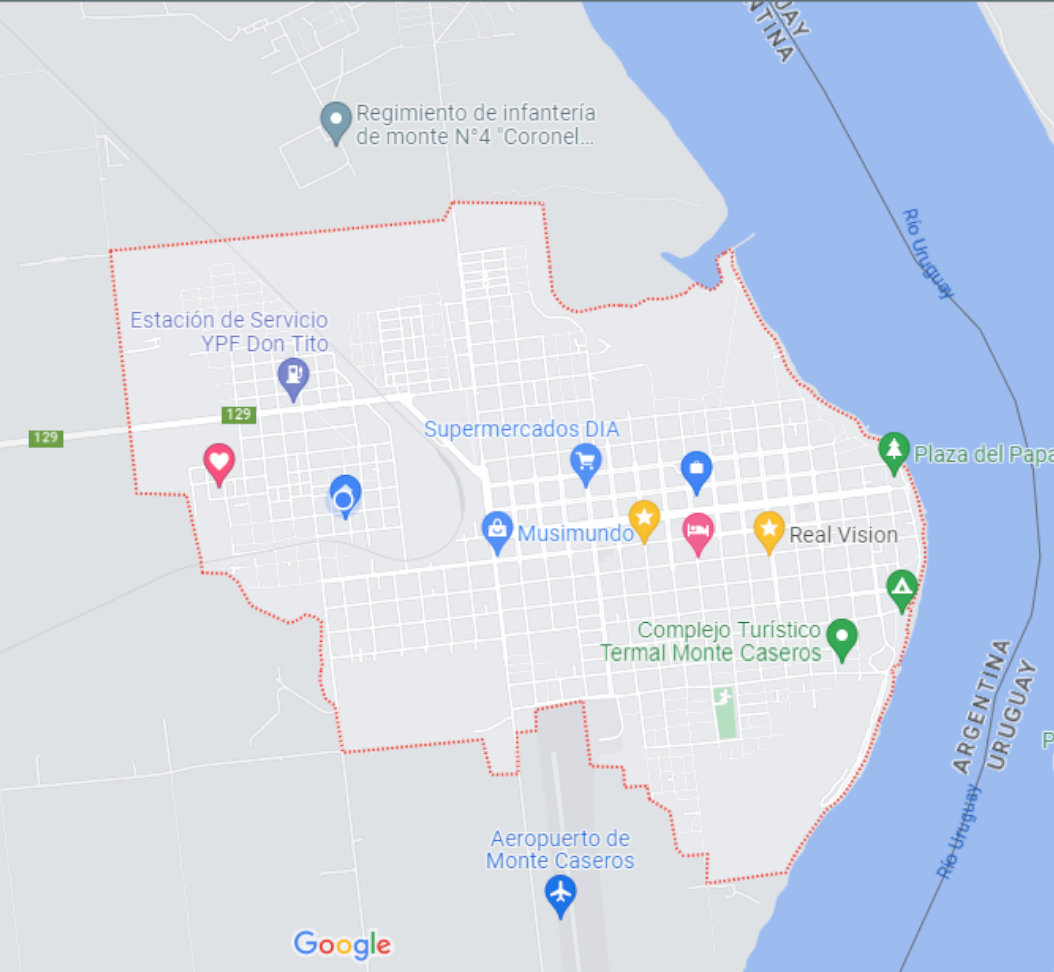 UAY
NTINA
Regimiento de infantería
de monte N°4 "Coronel...
Río Uruguay
Estación de Servicio
YPF Don Tito
129
129
Supermercados DIA
Plaza del Papa
Musimundo
Real Vision
Complejo Turístico
Termal Monte Caseros
ARGENTINA
URUGUAY
P
Río Uruguay
Aeropuerto de
Monte Caseros
Google